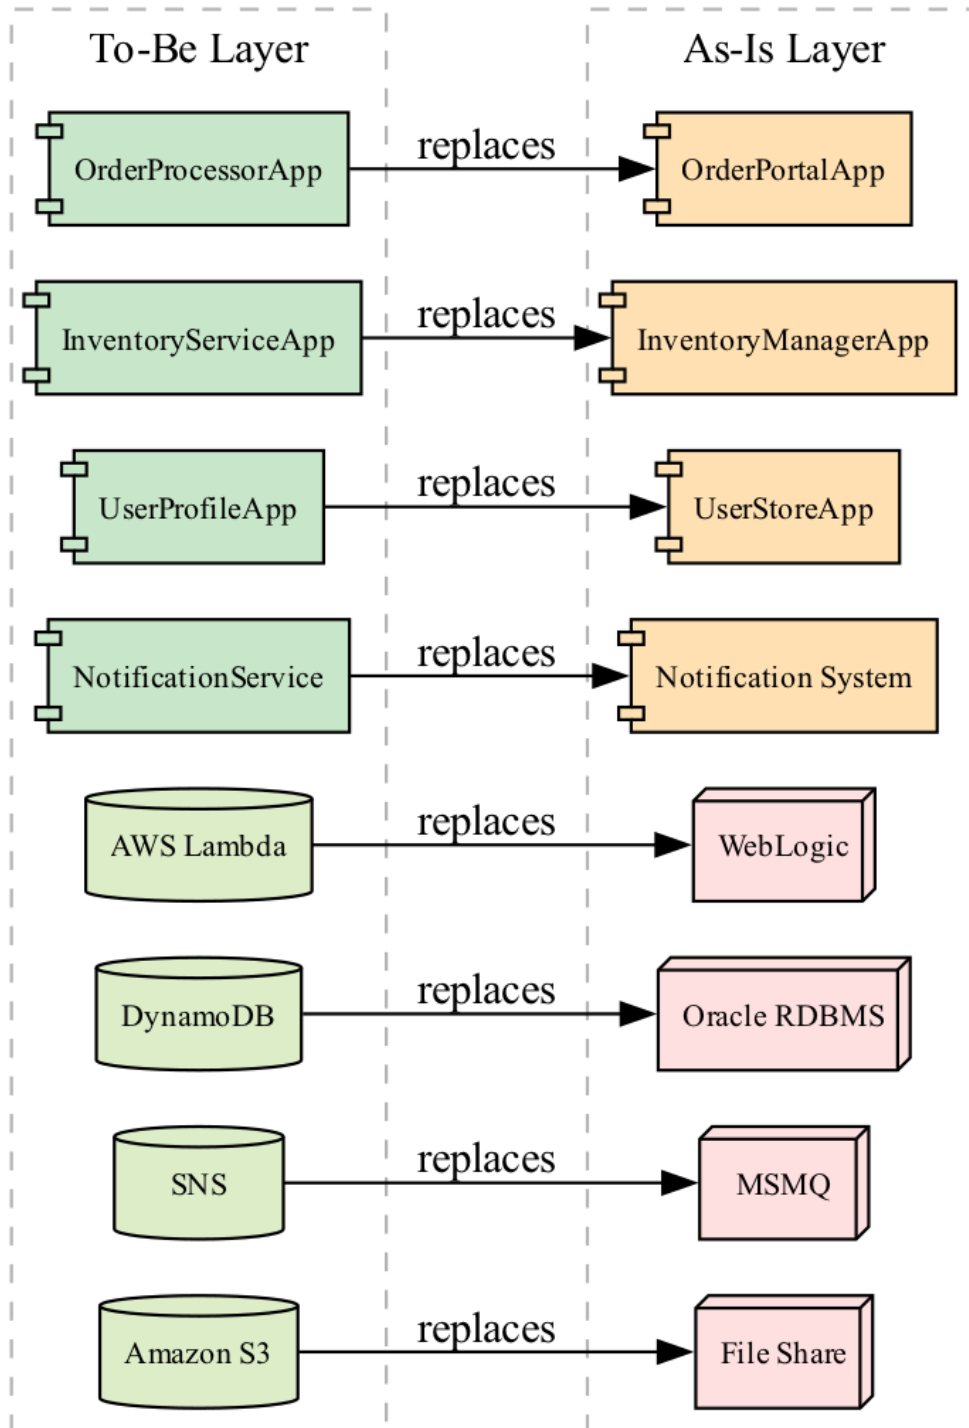 To-Be Layer
As-Is Layer
OrderProcessorApp
replaces
OrderPortalApp
InventoryServiceApp
replaces
InventoryManagerApp
UserProfileApp
replaces
UserStoreApp
NotificationService
replaces
Notification System
AWS Lambda
replaces
WebLogic
DynamoDB
replaces
Oracle RDBMS
SNS
replaces
MSMQ
Amazon S3
replaces
File Share